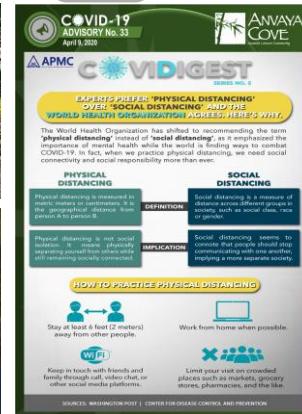 COVID-19
ADVISORY No. 33
April 9, 2020
ANVAYA
COVE
APMC
COVIDIGEST
SERIES NO. 5
EXPERTS PREFER 'PHYSICAL DISTANCING'
OVER 'SOCIAL DISTANCING' AND THE
WORLD HEALTH ORGANIZATION AGREES. HERE'S WHY.
The World Health Organization has shifted to recommending the term
'physical distancing' instead of 'social distancing', as it emphasized the
importance of mental health while the world is finding ways to combat
COVID-19. In fact, when we practice physical distancing, we need social
connectivity and social responsibility more than ever.
PHYSICAL
DISTANCING
SOCIAL
DISTANCING
Physical distancing is measured in
metric meters or centimeters. It is
the geographical distance from
person A to person B.
DEFINITION
Social distancing is a measure of
distance across different groups in
society, such as social class, race
or gender.
Physical distancing is not social
isolation. It means physically
separating yourself from others while
still remaining socially connected.
IMPLICATION
Social distancing seems to
connote that people should stop
communicating with one another,
implying a more separate society.
HOW TO PRACTICE PHYSICAL DISTANCING
Stay at least 6 feet (2 meters)
away from other people.
Work from home when possible.
WiFi
Keep in touch with friends and
family through call, video chat, or
other social media platforms.
Limit your visit on crowded
places such as markets, grocery
stores, pharmacies, and the like.
SOURCES: WASHINGTON POST | CENTER FOR DISEASE CONTROL AND PREVENTION